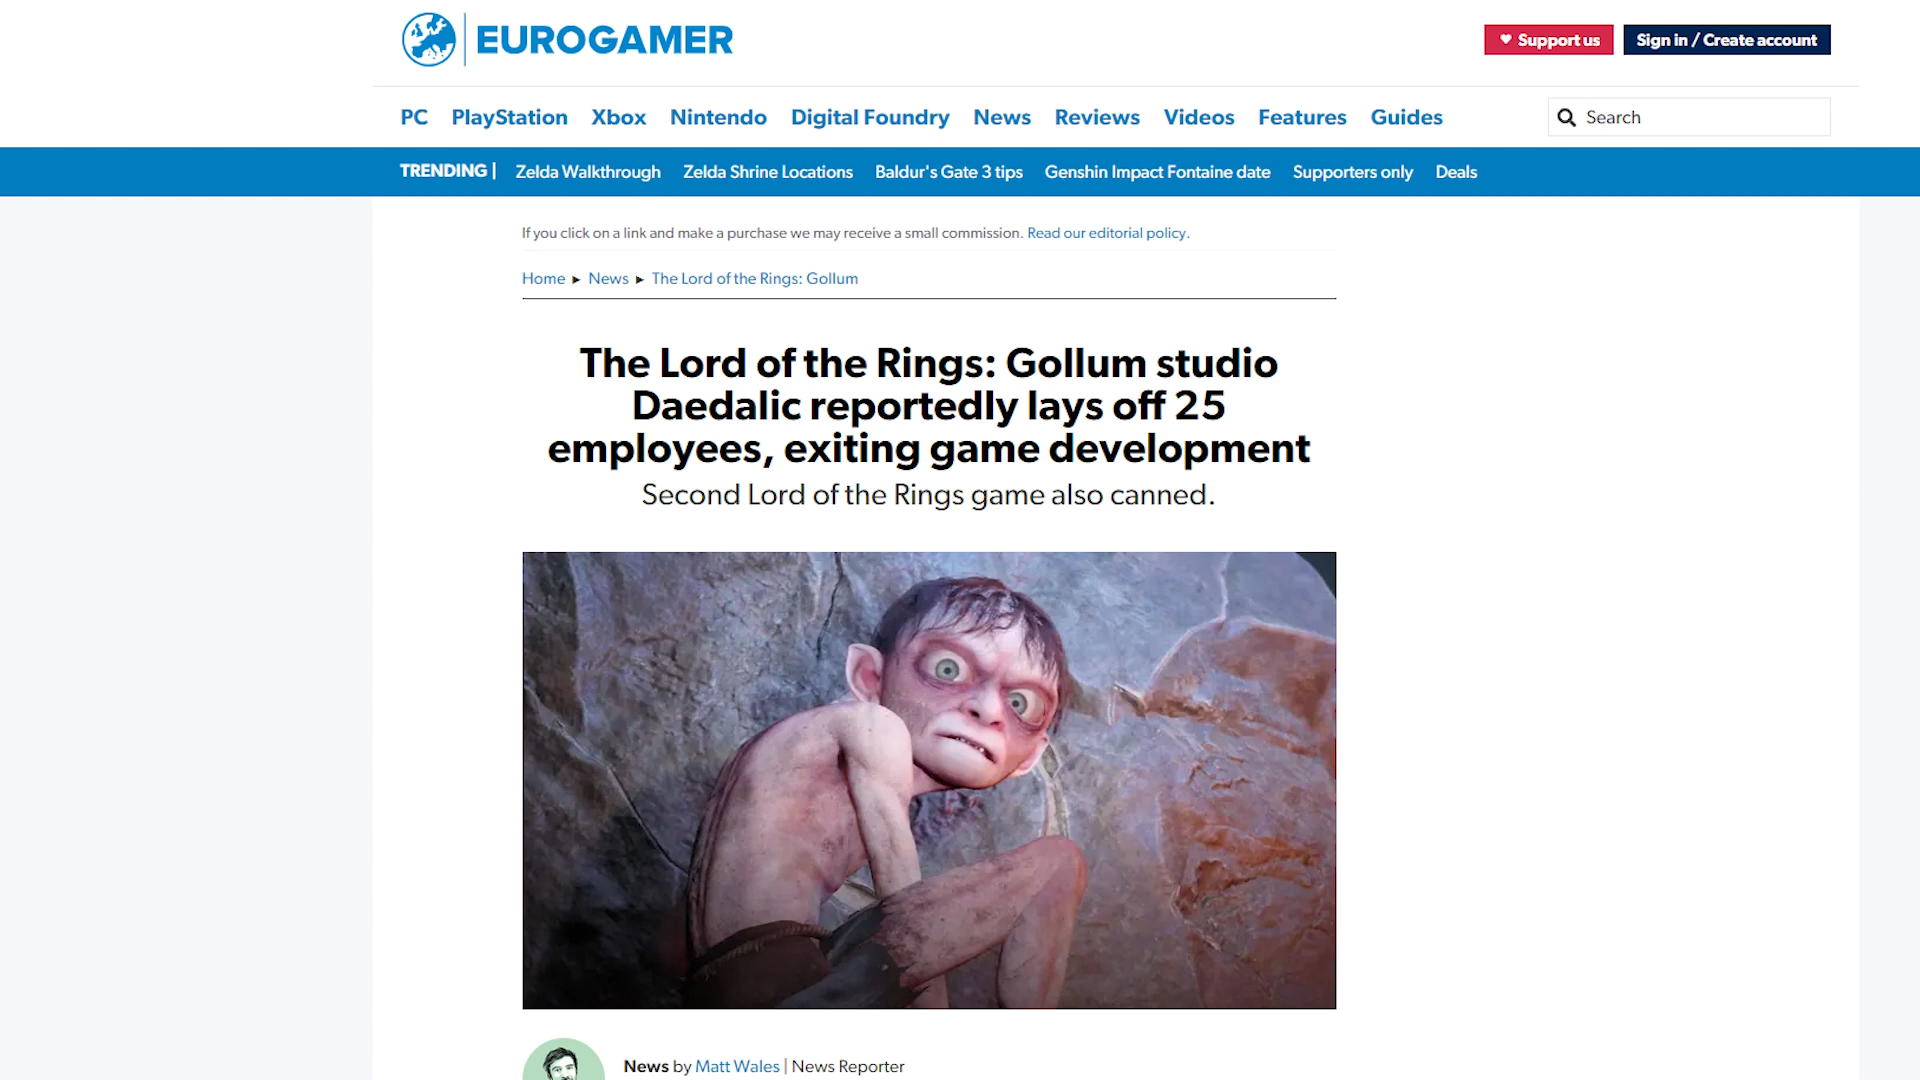 EUROGAMER
Support us
Sign in / Create account
PC PlayStation Xbox Nintendo Digital Foundry News Reviews Videos Features Guides
Search
TRENDING | Zelda Walkthrough Zelda Shrine Locations Baldur's Gate 3 tips Genshin Impact Fontaine date Supporters only Deals
If you click on a link and make a purchase we may receive a small commission. Read our editorial policy.
Home ▸ News ▸ The Lord of the Rings: Gollum
The Lord of the Rings: Gollum studio
Daedalic reportedly lays off 25
employees, exiting game development
Second Lord of the Rings game also canned.
News by Matt Wales | News Reporter